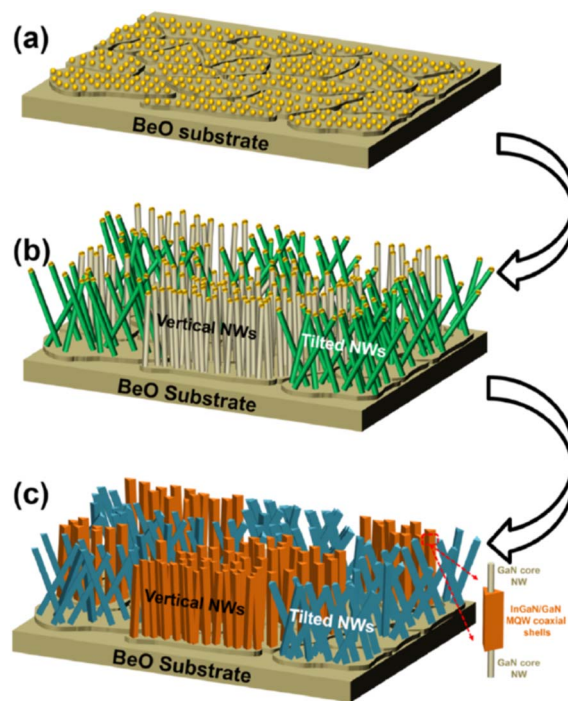 (a)
BeO substrate
(b)
Vertical NWs
Tilted NWs
BeO Substrate
(c)
GaN core
NW
Vertical NWs
InGaN/GaN
MQW coaxial
shells
Tilted NWs
GaN core
NW
BeO Substrate